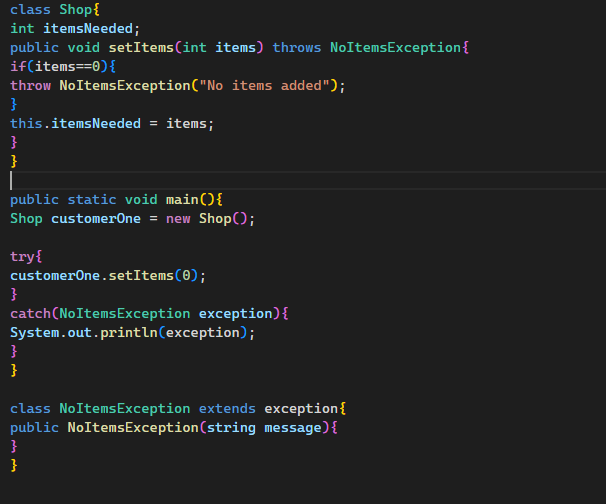 class Shop{
int itemsNeeded;
public void setItems(int items) throws NoItemsException{
if(items==0){
throw NoItemsException("No items added");
}
this.itemsNeeded = items;
}
}
public static void main(){
Shop customerOne = new Shop();
try{
customerOne.setItems(0);
}
catch(NoItemsException exception){
System.out.println(exception);
}
}
class NoItemsException extends exception{
public NoItemsException(string message){
}
}